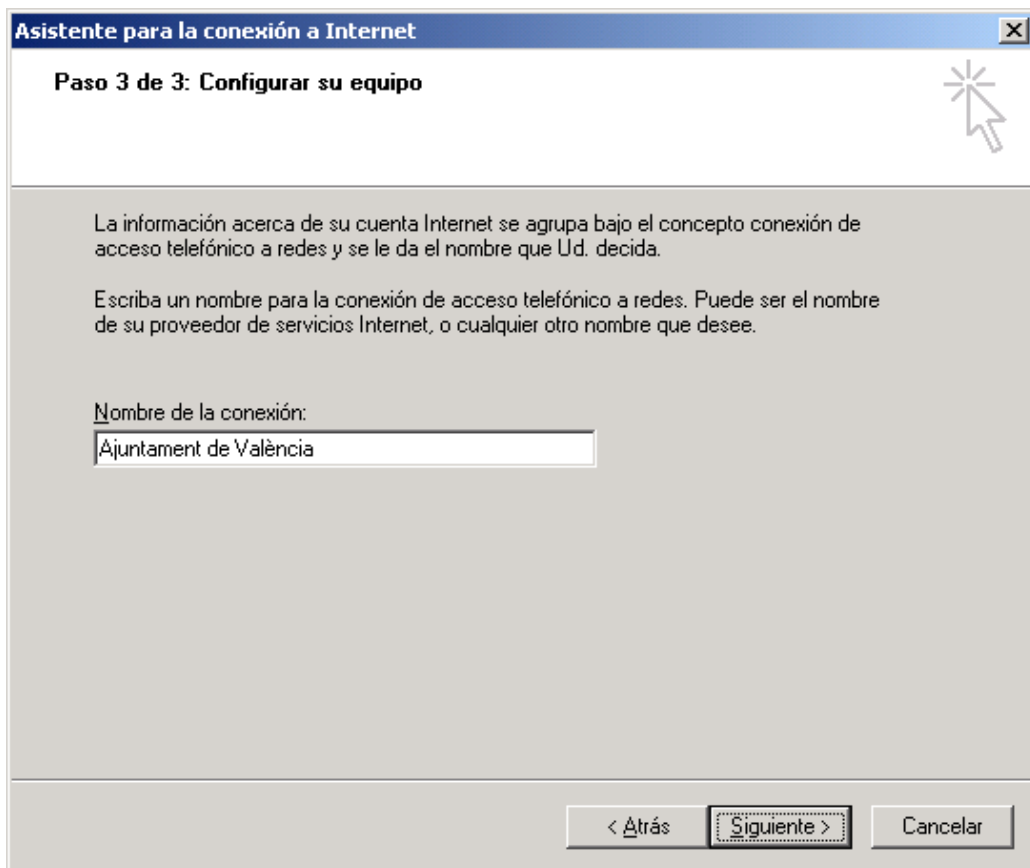 Asistente para la conexión a Internet
Paso 3 de 3: Configurar su equipo
La información acerca de su cuenta Internet se agrupa bajo el concepto conexión de
acceso telefónico a redes y se le da el nombre que Ud. decida.
Escriba un nombre para la conexión de acceso telefónico a redes. Puede ser el nombre
de su proveedor de servicios Internet, o cualquier otro nombre que desee.
Nombre de la conexión:
Ajuntament de València
< Atrás
Siguiente >
Cancelar